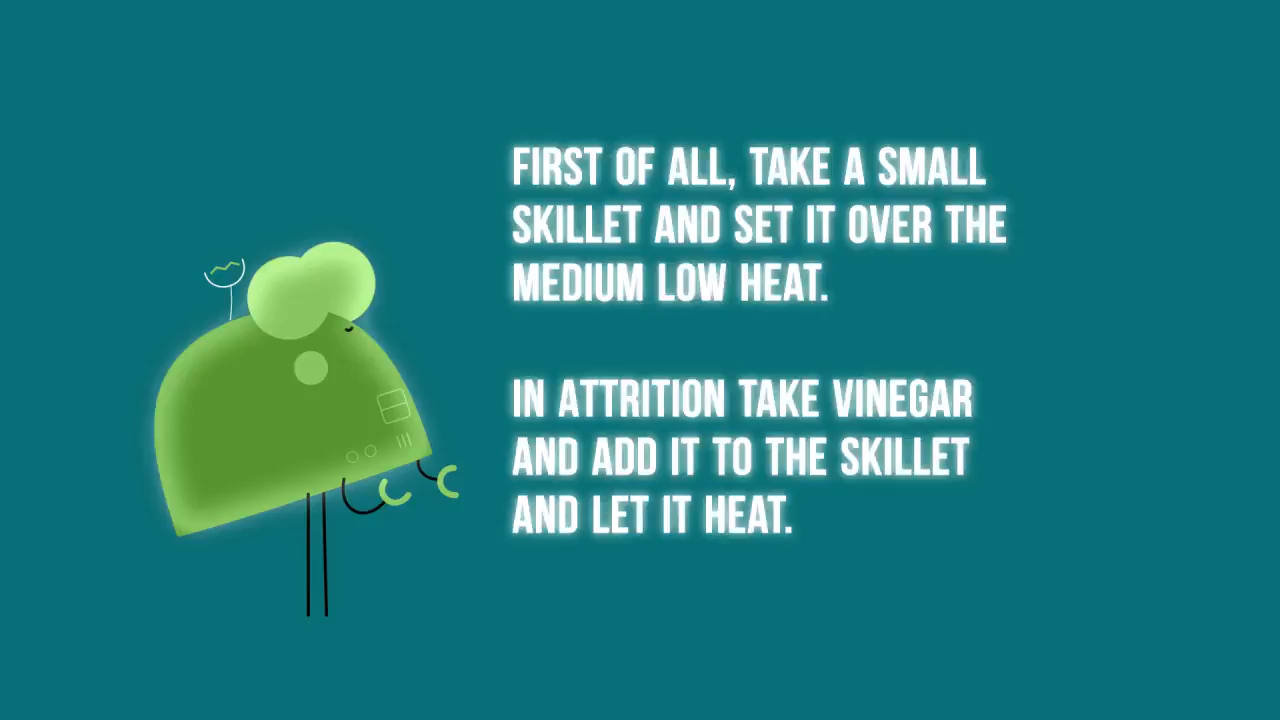 FIRST OF ALL, TAKE A SMALL
SKILLET AND SET IT OVER THE
MEDIUM LOW HEAT.
IN ATTRITION TAKE VINEGAR
AND ADD IT TO THE SKILLET
AND LET IT HEAT.